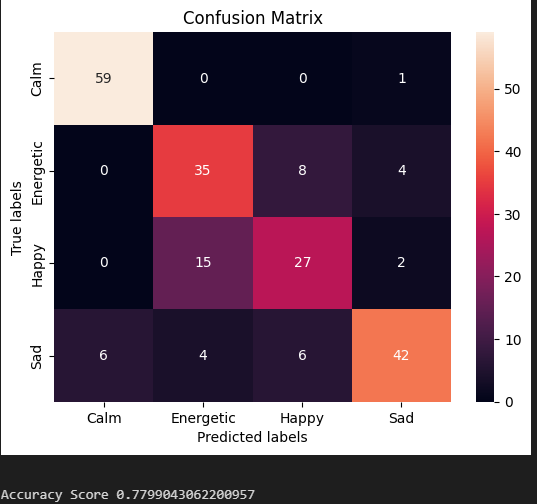 Confusion Matrix
Calm 59 0 0 1
Energetic 0 35 8 4
Happy 0 15 27 2
Sad 6 4 6 42
Calm Energetic Happy Sad
Predicted labels
True labels
50
40
30
20
10
0
Accuracy Score 0.7799043062200957